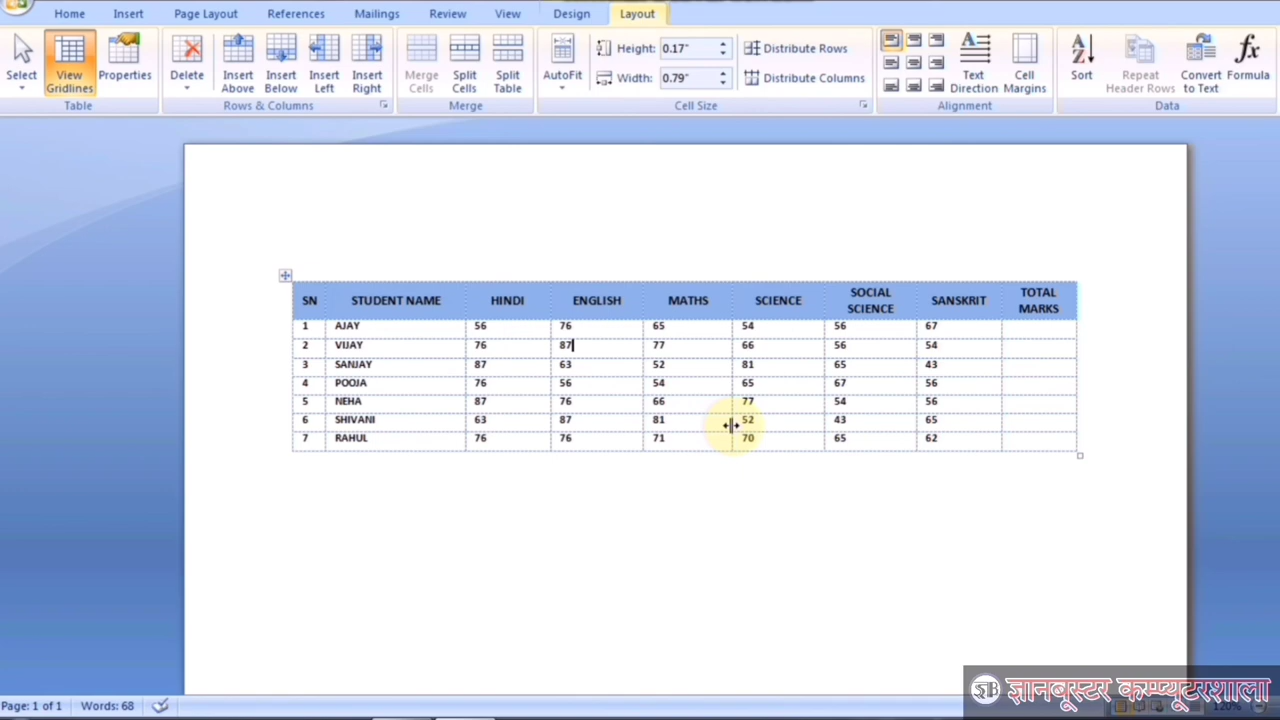 Home Insert Page Layout References Mailings Review View Design Layout
Select View Gridlines Properties Delete Insert Above Insert Below Insert Left Insert Right Merge Cells Split Cells Split Table AutoFit Height: 0.17" Distribute Rows Width: 0.79" Distribute Columns Text Direction Cell Margins Sort Repeat Header Rows Convert to Text Formula
Table Rows & Columns Merge Cell Size Alignment Data
SN STUDENT NAME HINDI ENGLISH MATHS SCIENCE SOCIAL SCIENCE SANSKRIT TOTAL MARKS
1 AJAY 56 76 65 54 56 67
2 VIJAY 76 87 77 66 56 54
3 SANJAY 87 63 52 81 65 43
4 POOJA 76 56 54 65 67 56
5 NEHA 87 76 66 77 54 56
6 SHIVANI 63 87 81 52 43 65
7 RAHUL 76 76 71 70 65 62
ज्ञानबूस्टर कम्प्यूटरशाला
Page: 1 of 1 Words: 68 120%